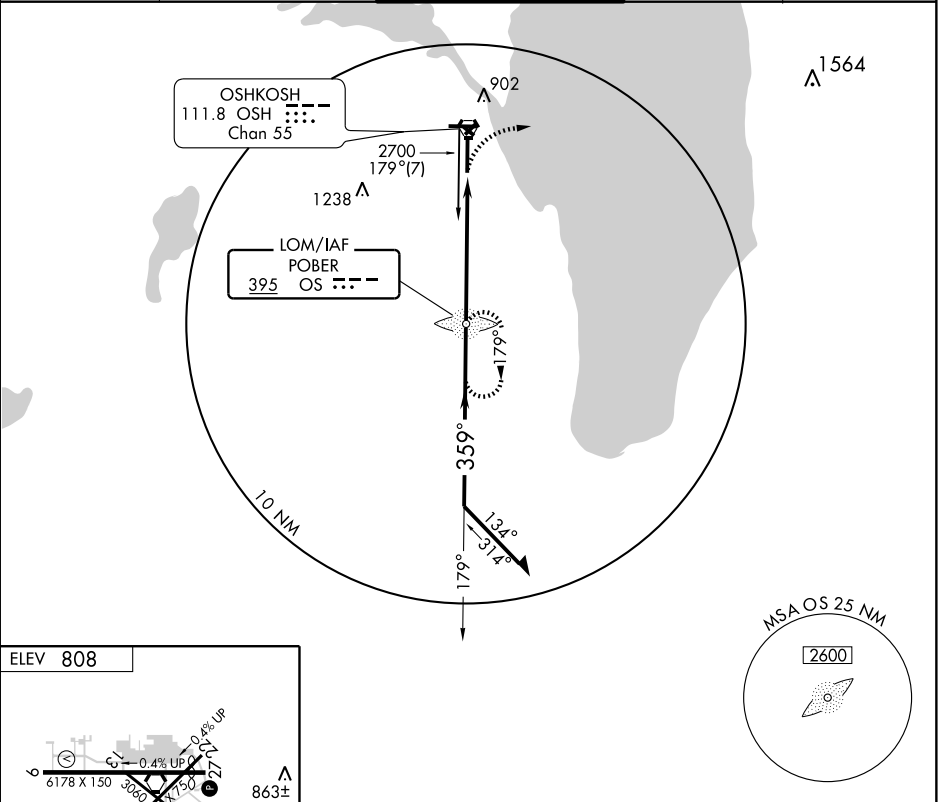 1564
902
OSHKOSH
111.8 OSH
Chan 55
2700
179°(7)
1238
LOM/IAF
POBER
395 OS
179°
359°
10 NM
134°
314°
179°
MSA OS 25 NM
2600
ELEV 808
0.4% UP
22
13
0.4% UP
27
9
6178 X 150
3060 X 75
P
V
863±